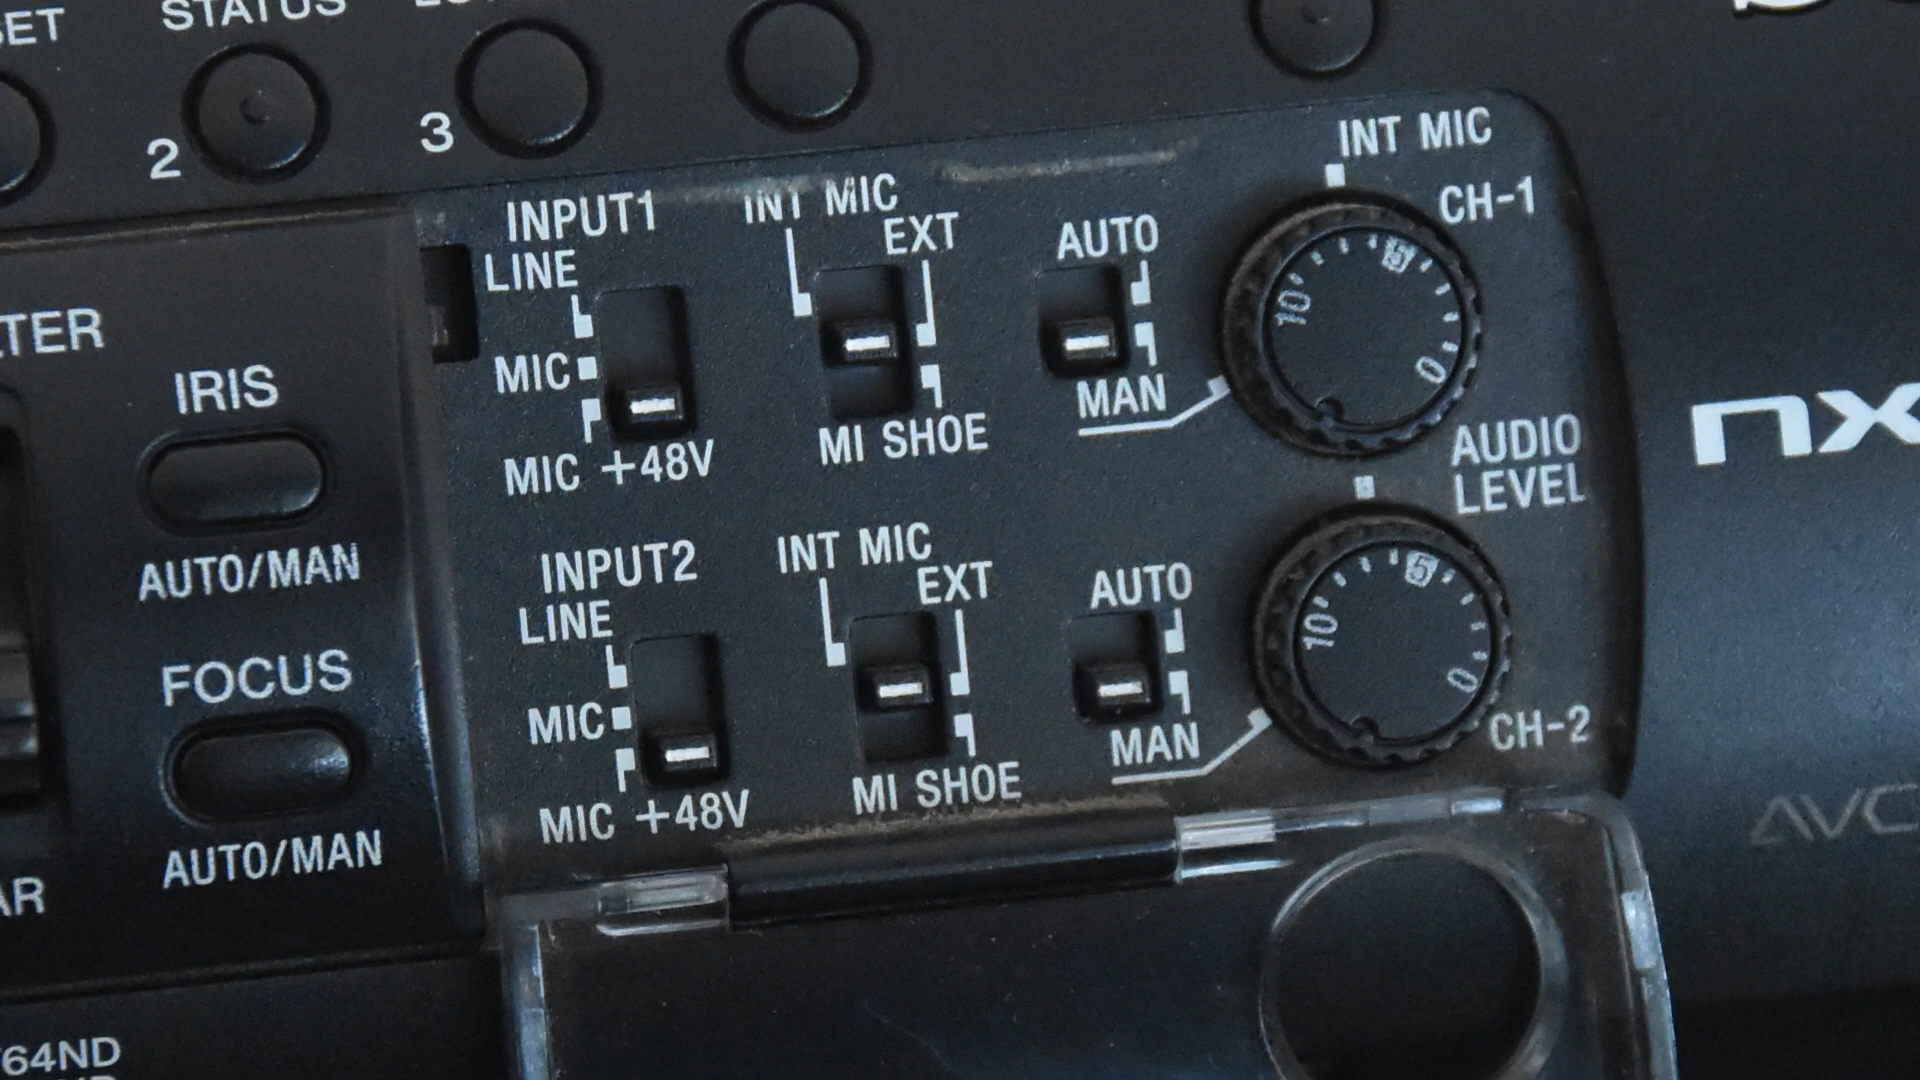 STATUS
2
3
INT MIC
CH-1
INPUT1
INT MIC
EXT
AUTO
LINE
MIC
MIC +48V
MI SHOE
MAN
10
5
0
IRIS
AUTO/MAN
AUDIO
LEVEL
INPUT2
INT MIC
EXT
AUTO
LINE
MIC
MIC +48V
MI SHOE
MAN
10
5
0
CH-2
FOCUS
AUTO/MAN
64ND